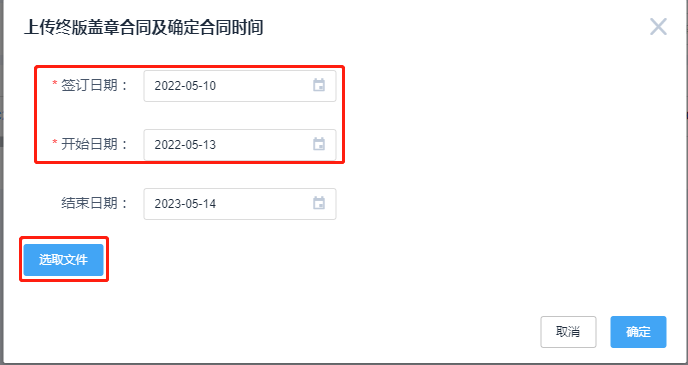 上传终版盖章合同及确定合同时间
* 签订日期： 2022-05-10
* 开始日期： 2022-05-13
结束日期： 2023-05-14
选取文件
取消 确定